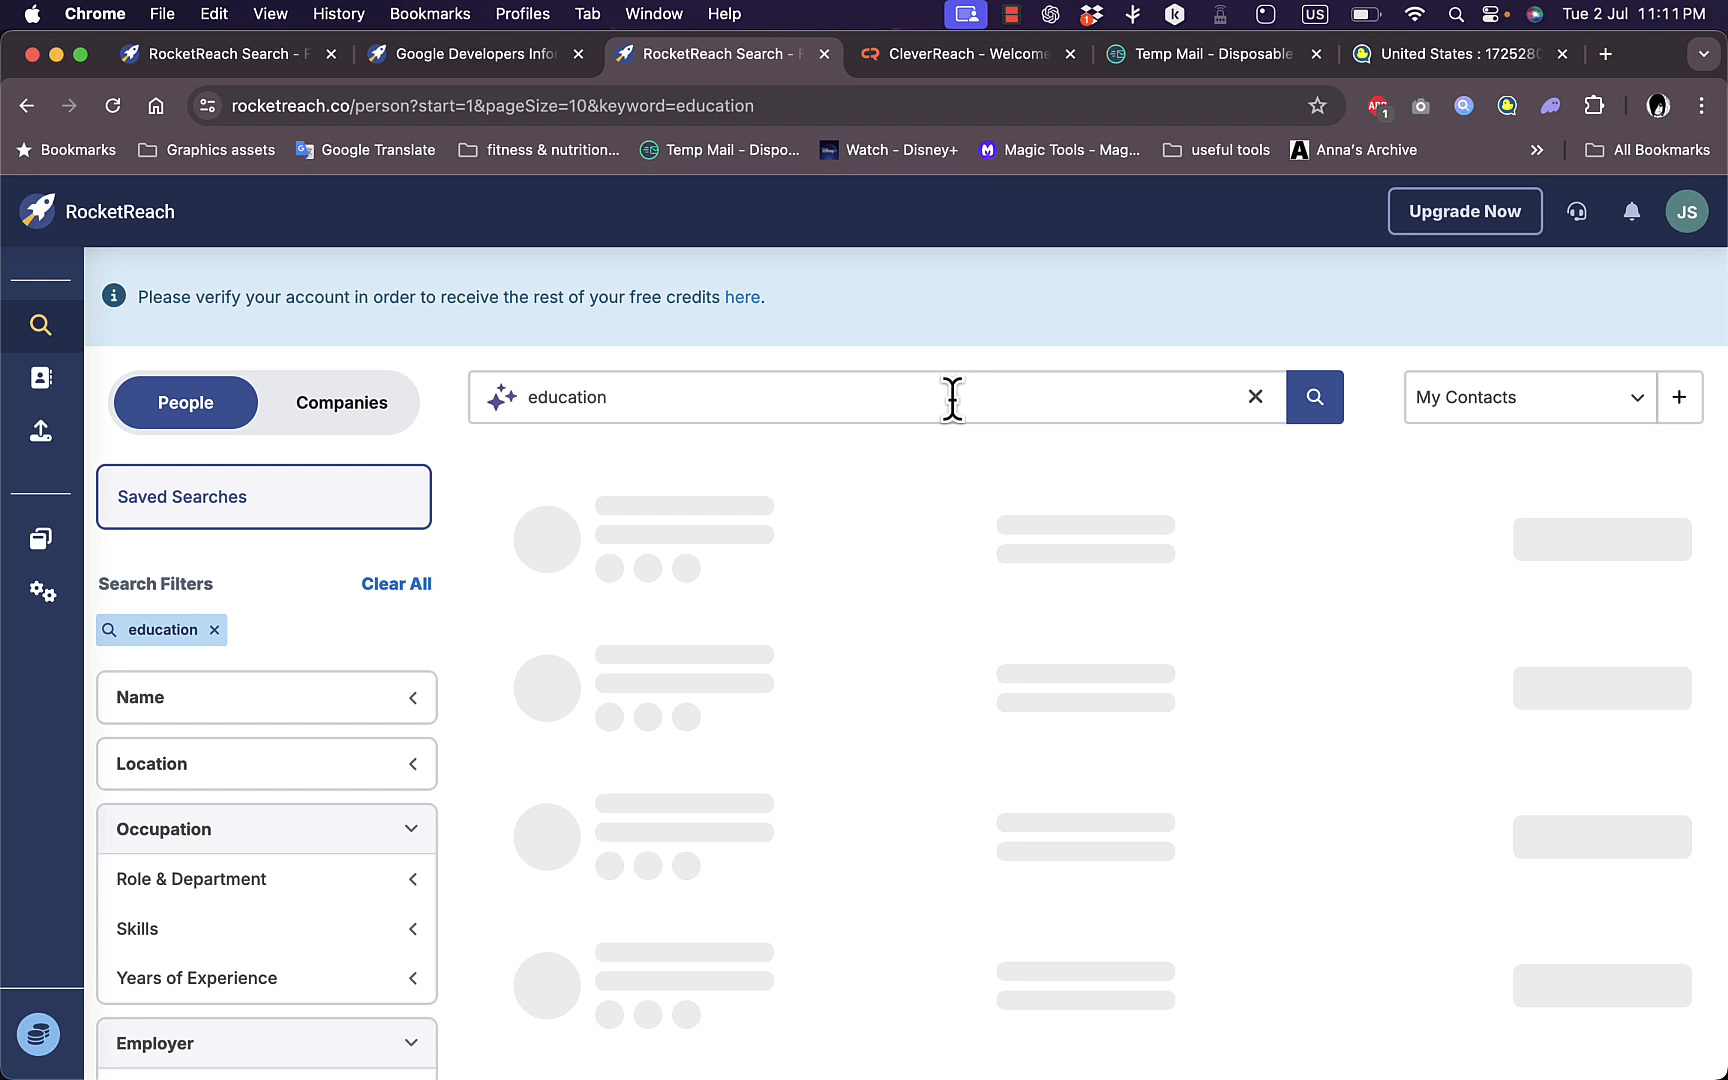 Chrome File Edit View History Bookmarks Profiles Tab Window Help 1 US Tue 2 Jul 11:11 PM
RocketReach Search - Google Developers Infor RocketReach Search - CleverReach - Welcome Temp Mail - Disposable United States : 172528
rocketreach.co/person?start=1&pageSize=10&keyword=education ABP 1
Bookmarks Graphics assets Google Translate fitness & nutrition... Temp Mail - Dispo... Watch - Disney+ Magic Tools - Mag... useful tools Anna's Archive All Bookmarks
RocketReach Upgrade Now JS
Please verify your account in order to receive the rest of your free credits here.
People Companies education My Contacts
Saved Searches
Search Filters Clear All
education
Name
Location
Occupation
Role & Department
Skills
Years of Experience
Employer